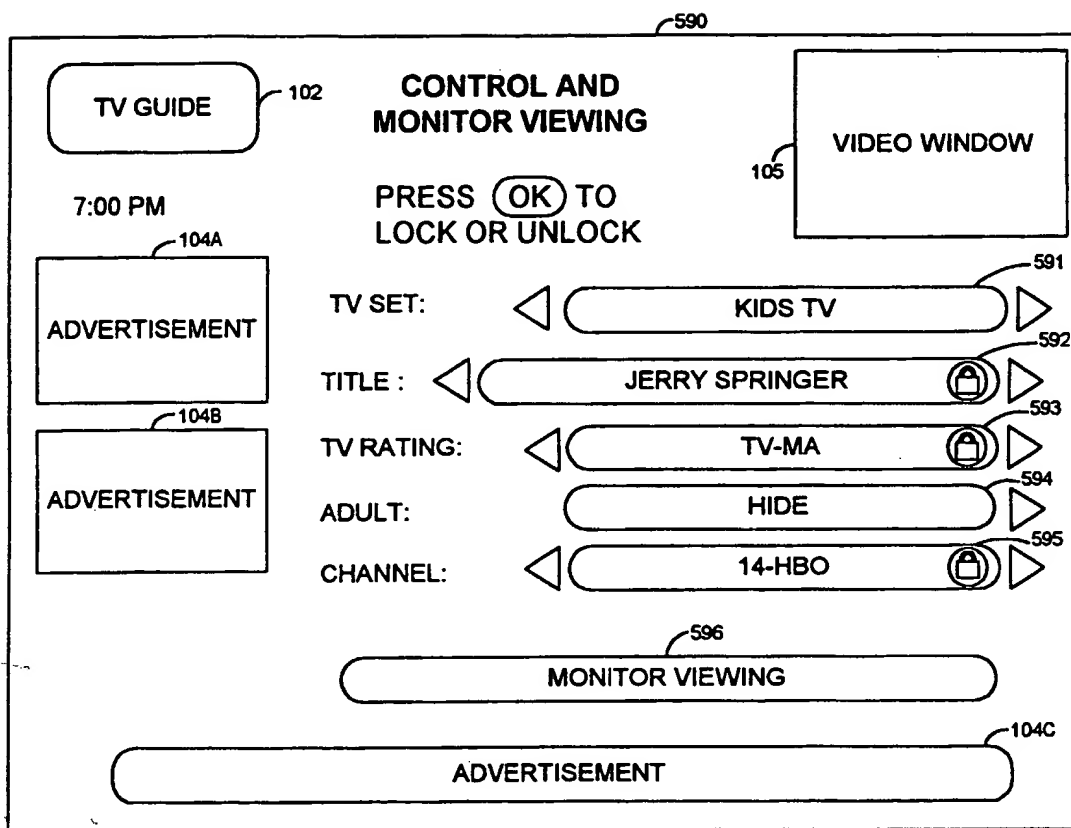 590
TV GUIDE
102
CONTROL AND
MONITOR VIEWING
105
VIDEO WINDOW
7:00 PM
PRESS OK TO
LOCK OR UNLOCK
104A
ADVERTISEMENT
591
TV SET:
KIDS TV
592
TITLE :
JERRY SPRINGER
104B
ADVERTISEMENT
593
TV RATING:
TV-MA
594
ADULT:
HIDE
595
CHANNEL:
14-HBO
596
MONITOR VIEWING
104C
ADVERTISEMENT